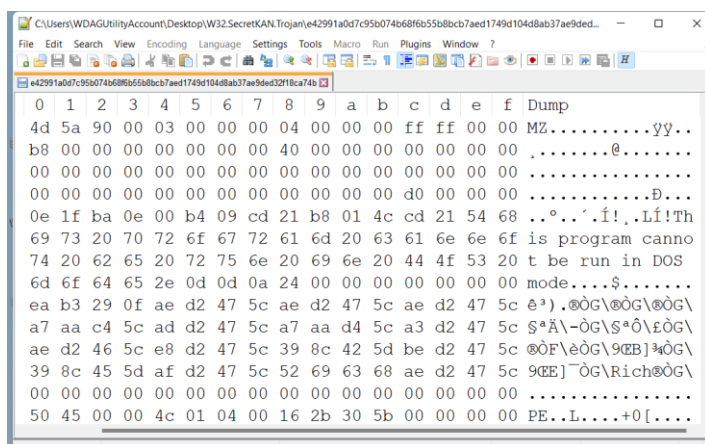 C:\Users\WDAGUtilityAccount\Desktop\W32.SecretKAN.Trojan\e42991a0d7c95b074b68f6b55b8bcb7aed1749d104d8ab37ae9ded...
File Edit Search View Encoding Language Settings Tools Macro Run Plugins Window ?
e42991a0d7c95b074b68f6b55b8bcb7aed1749d104d8ab37ae9ded32f18ca74b
0 1 2 3 4 5 6 7 8 9 a b c d e f Dump
4d 5a 90 00 03 00 00 00 04 00 00 00 ff ff 00 00 MZ..........ÿÿ..
b8 00 00 00 00 00 00 00 40 00 00 00 00 00 00 00 ¸.......@.......
00 00 00 00 00 00 00 00 00 00 00 00 00 00 00 00 ................
00 00 00 00 00 00 00 00 00 00 00 00 d0 00 00 00 ............Ð...
0e 1f ba 0e 00 b4 09 cd 21 b8 01 4c cd 21 54 68 ..º..´.Í!¸.LÍ!Th
69 73 20 70 72 6f 67 72 61 6d 20 63 61 6e 6e 6f is program canno
74 20 62 65 20 72 75 6e 20 69 6e 20 44 4f 53 20 t be run in DOS
6d 6f 64 65 2e 0d 0d 0a 24 00 00 00 00 00 00 00 mode....$.......
ea b3 29 0f ae d2 47 5c ae d2 47 5c ae d2 47 5c ê³).®ÒG\®ÒG\®ÒG\
a7 aa c4 5c ad d2 47 5c a7 aa d4 5c a3 d2 47 5c §ªÄ\-ÒG\§ªÔ\£ÒG\
ae d2 46 5c e8 d2 47 5c 39 8c 42 5d be d2 47 5c ®ÒF\èÒG\9ŒB]¾ÒG\
39 8c 45 5d af d2 47 5c 52 69 63 68 ae d2 47 5c 9ŒE]¯ÒG\Rich®ÒG\
00 00 00 00 00 00 00 00 00 00 00 00 00 00 00 00 ................
50 45 00 00 4c 01 04 00 16 2b 30 5b 00 00 00 00 PE..L....+0[....